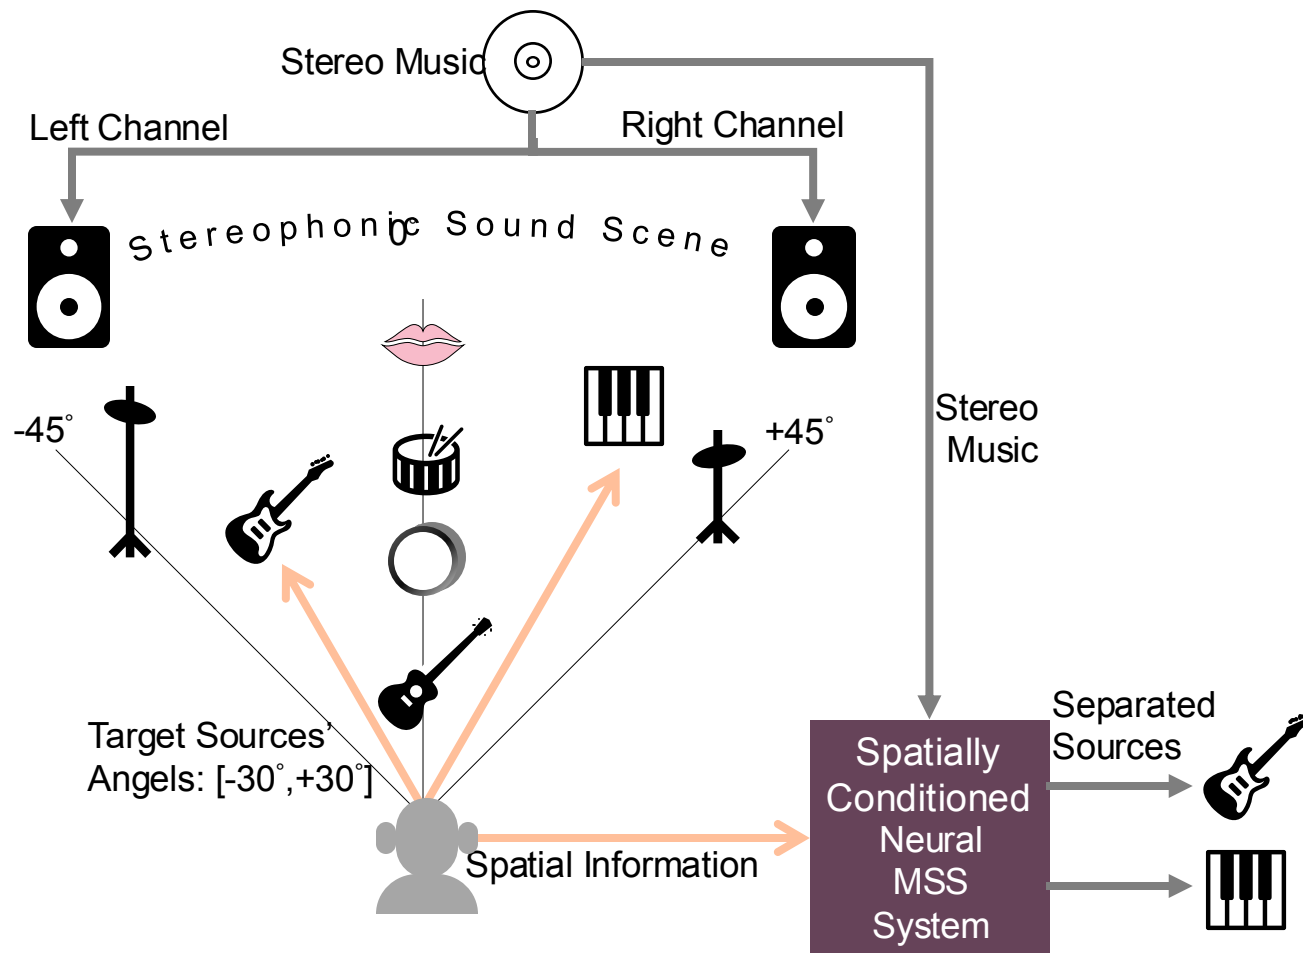 Stereo Music
Left Channel
Right Channel
Stereophonic Sound Scene
0°
-45°
+45°
Stereo
Music
Target Sources’
Angels: [-30°,+30°]
Spatial Information
Spatially
Conditioned
Neural
MSS
System
Separated
Sources